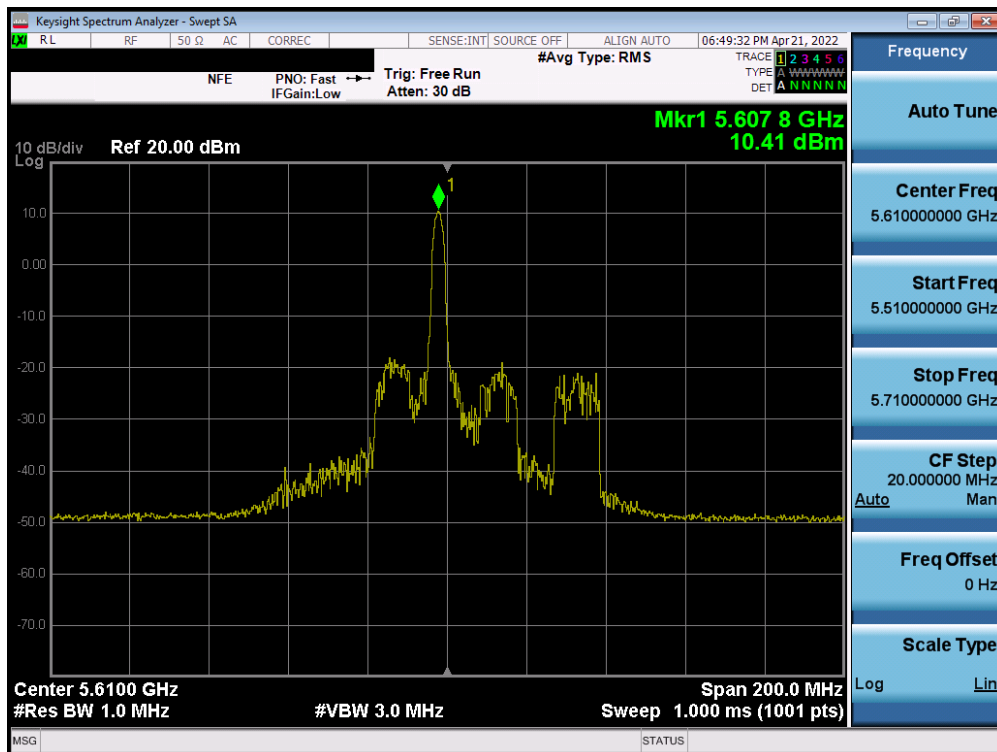 Keysight Spectrum Analyzer - Swept SA
LXI RL RF 50 Ω AC CORREC SENSE:INT SOURCE OFF ALIGN AUTO 06:49:32 PM Apr 21, 2022
#Avg Type: RMS TRACE 1 2 3 4 5 6
NFE PNO: Fast Trig: Free Run TYPE A WWWWW
IFGain:Low Atten: 30 dB DET A N N N N N
Mkr1 5.607 8 GHz
10 dB/div Ref 20.00 dBm 10.41 dBm
Log
1
10.0
0.00
-10.0
-20.0
-30.0
-40.0
-50.0
-60.0
-70.0
Center 5.6100 GHz Span 200.0 MHz
#Res BW 1.0 MHz #VBW 3.0 MHz Sweep 1.000 ms (1001 pts)
MSG STATUS
Frequency
Auto Tune
Center Freq
5.610000000 GHz
Start Freq
5.510000000 GHz
Stop Freq
5.710000000 GHz
CF Step
20.000000 MHz
Auto Man
Freq Offset
0 Hz
Scale Type
Log Lin